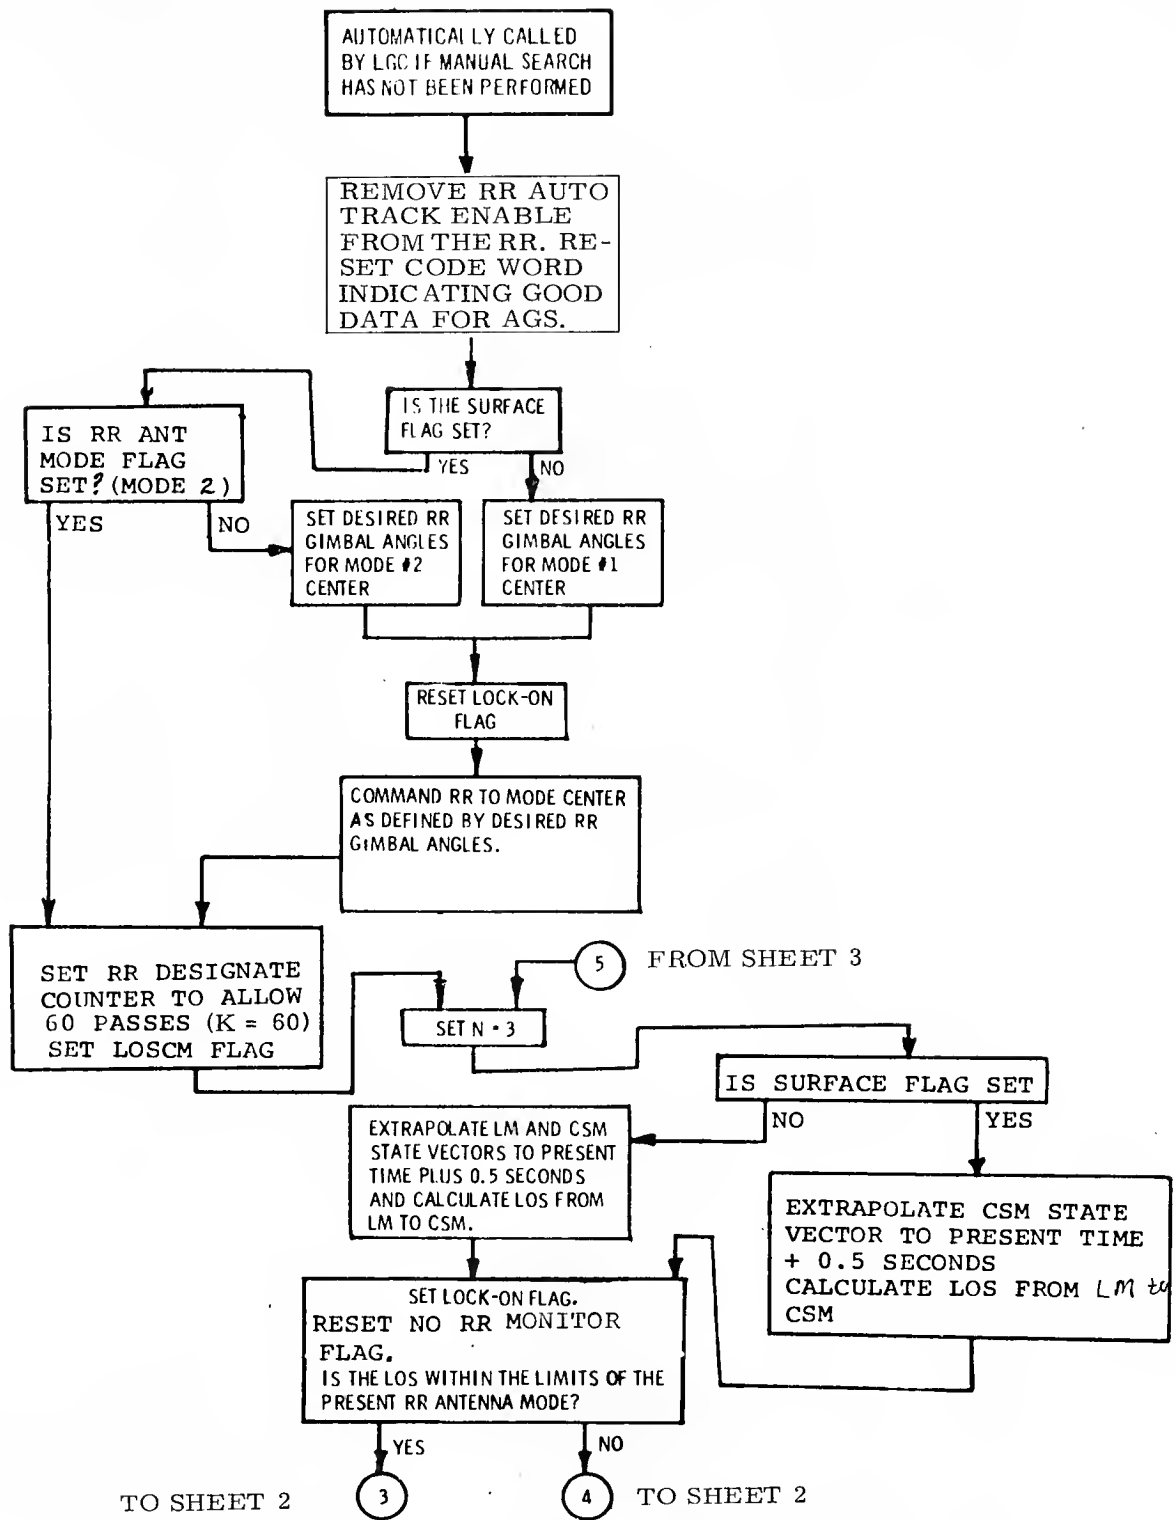 AUTOMATICALLY CALLED
BY LGC IF MANUAL SEARCH
HAS NOT BEEN PERFORMED
REMOVE RR AUTO
TRACK ENABLE
FROM THE RR. RE-
SET CODE WORD
INDICATING GOOD
DATA FOR AGS.
IS THE SURFACE
FLAG SET?
YES
NO
IS RR ANT
MODE FLAG
SET? (MODE 2)
YES
NO
SET DESIRED RR
GIMBAL ANGLES
FOR MODE #2
CENTER
SET DESIRED RR
GIMBAL ANGLES
FOR MODE #1
CENTER
RESET LOCK-ON
FLAG
COMMAND RR TO MODE CENTER
AS DEFINED BY DESIRED RR
GIMBAL ANGLES.
SET RR DESIGNATE
COUNTER TO ALLOW
60 PASSES (K = 60)
SET LOSCM FLAG
5 FROM SHEET 3
SET N = 3
IS SURFACE FLAG SET
NO
YES
EXTRAPOLATE LM AND CSM
STATE VECTORS TO PRESENT
TIME PLUS 0.5 SECONDS
AND CALCULATE LOS FROM
LM TO CSM.
EXTRAPOLATE CSM STATE
VECTOR TO PRESENT TIME
+ 0.5 SECONDS
CALCULATE LOS FROM LM to
CSM
SET LOCK-ON FLAG.
RESET NO RR MONITOR
FLAG.
IS THE LOS WITHIN THE LIMITS OF THE
PRESENT RR ANTENNA MODE?
YES
NO
TO SHEET 2 3
4 TO SHEET 2